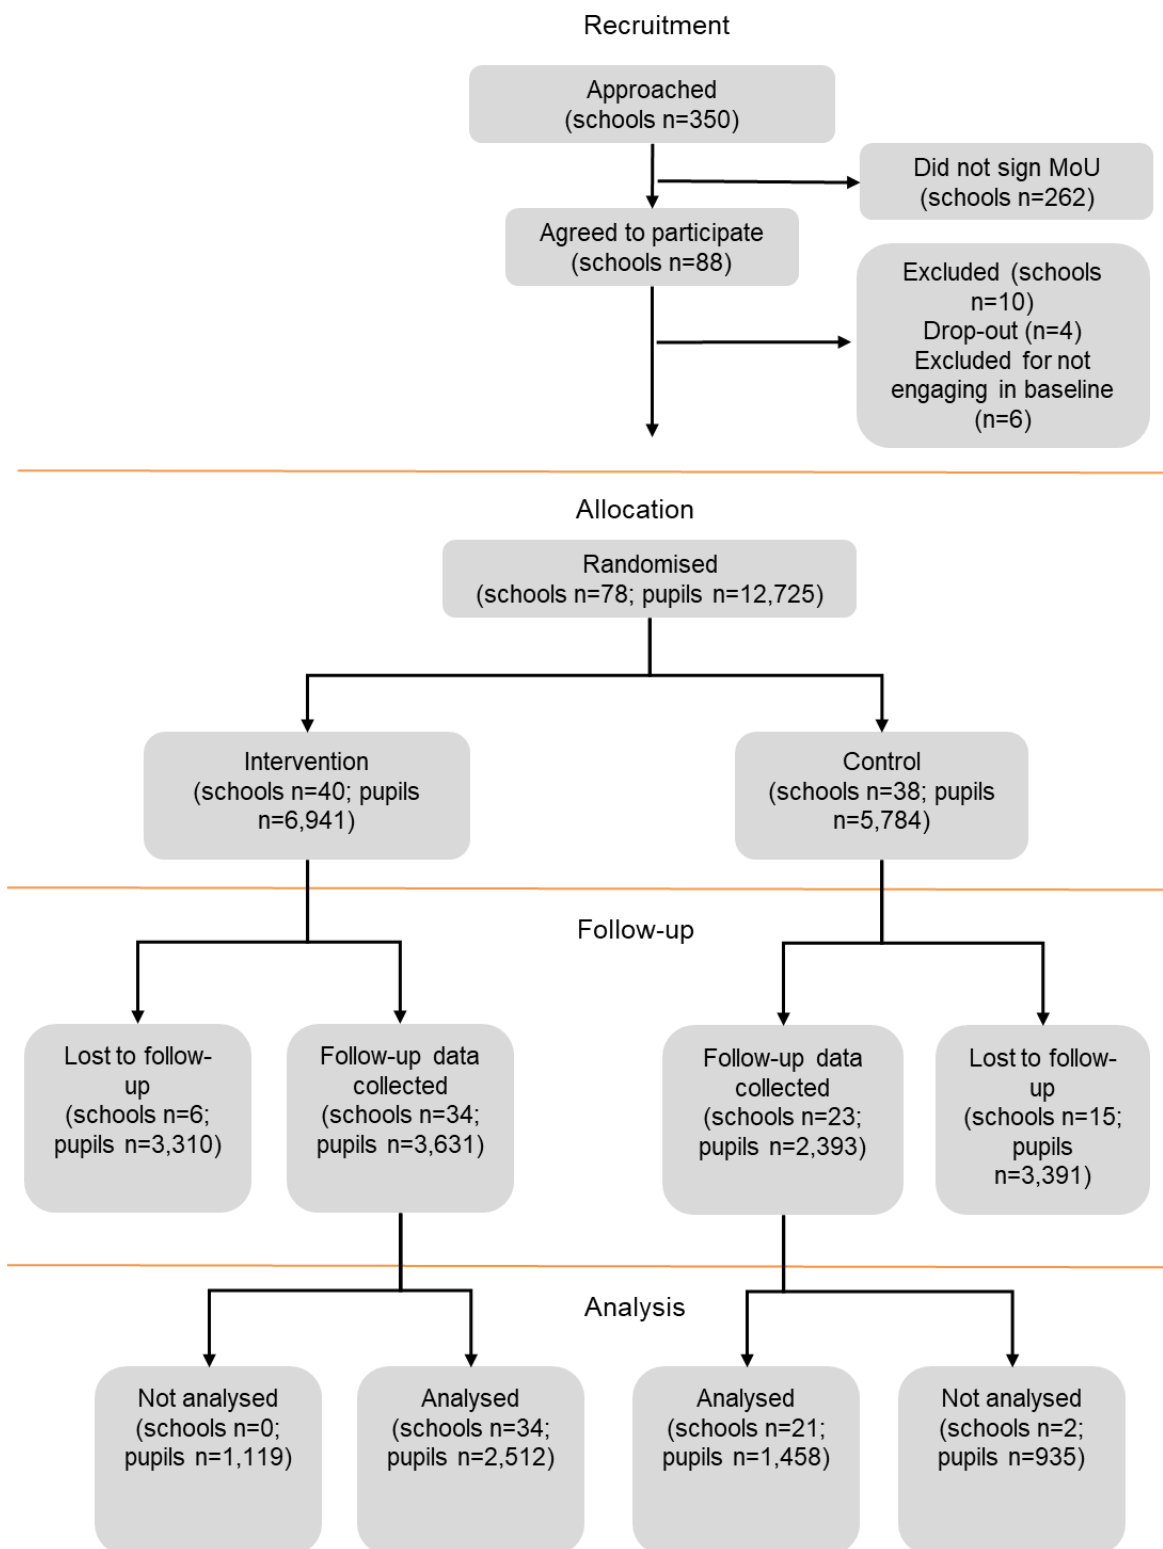 Recruitment
Approached
(schools n=350)
Did not sign MoU
(schools n=262)
Agreed to participate
(schools n=88)
Excluded (schools
n=10)
Drop-out (n=4)
Excluded for not
engaging in baseline
(n=6)
Allocation
Randomised
(schools n=78; pupils n=12,725)
Intervention
(schools n=40; pupils
n=6,941)
Control
(schools n=38; pupils
n=5,784)
Follow-up
Lost to follow-
up
(schools n=6;
pupils n=3,310)
Follow-up data
collected
(schools n=34;
pupils n=3,631)
Follow-up data
collected
(schools n=23;
pupils n=2,393)
Lost to follow-
up
(schools n=15;
pupils
n=3,391)
Analysis
Not analysed
(schools n=0;
pupils n=1,119)
Analysed
(schools n=34;
pupils n=2,512)
Analysed
(schools n=21;
pupils n=1,458)
Not analysed
(schools n=2;
pupils n=935)